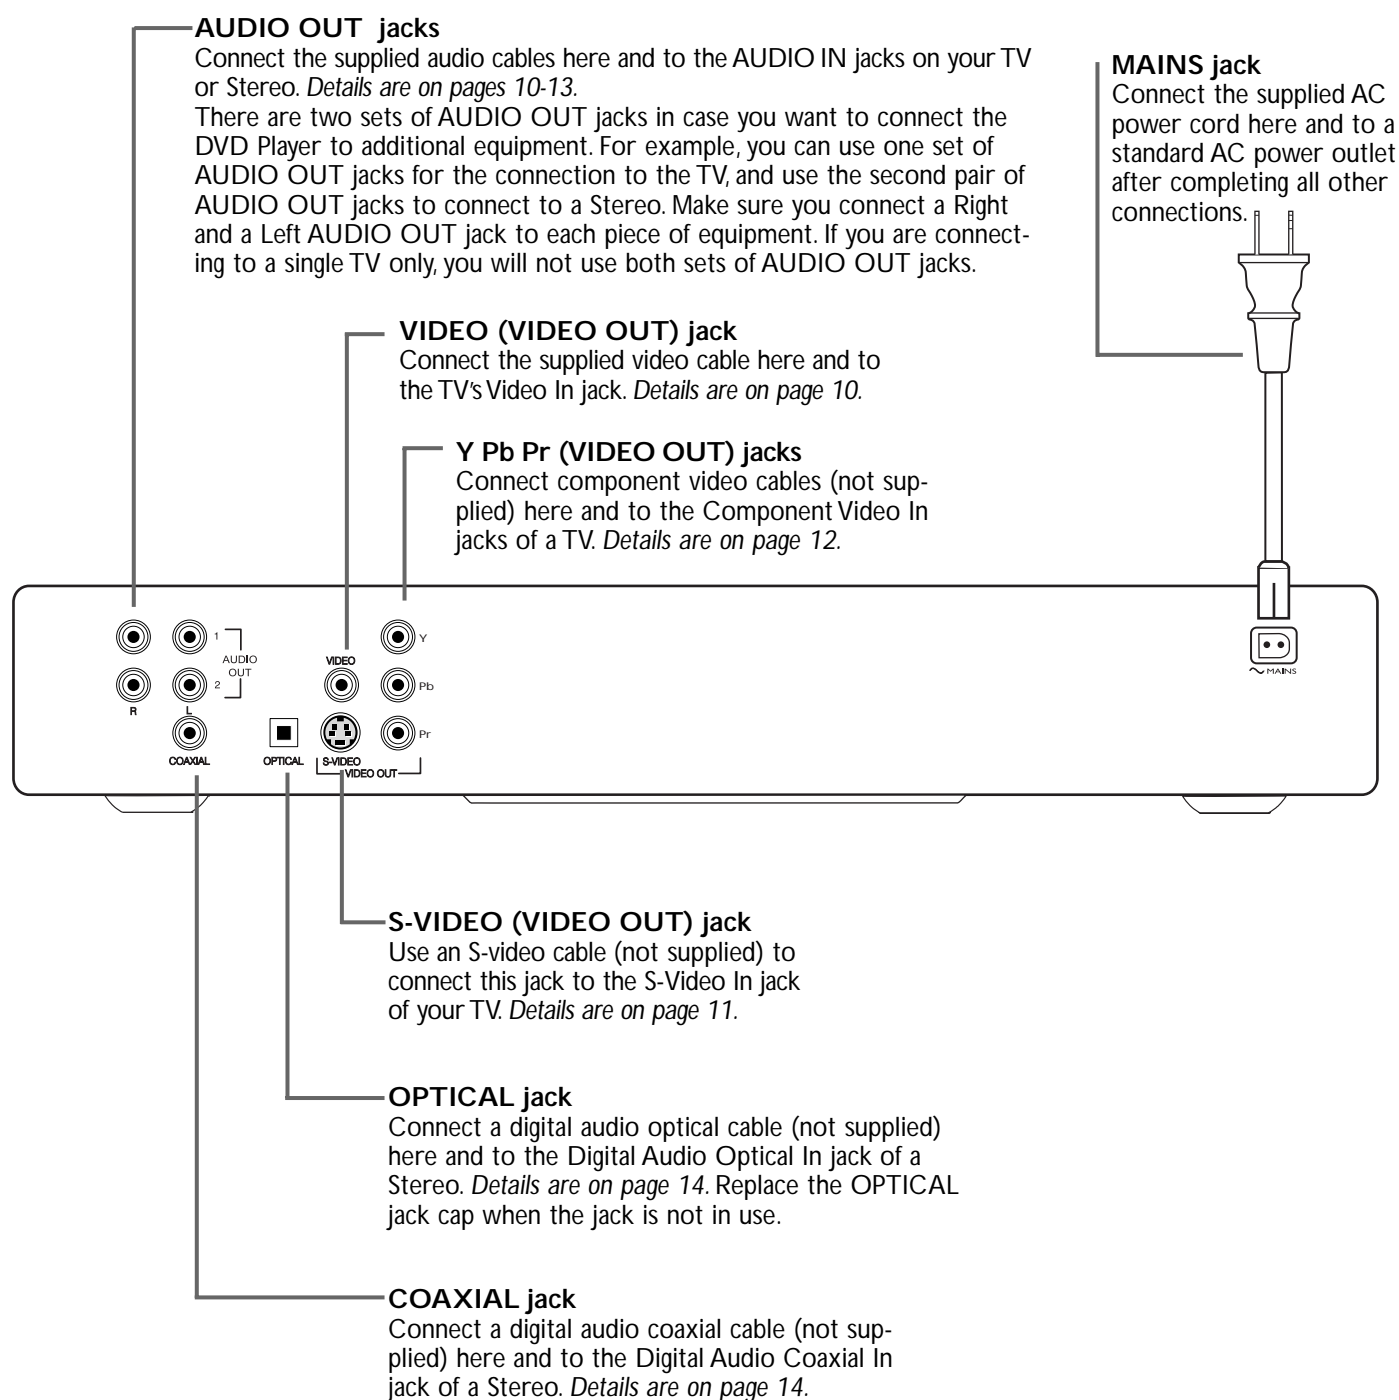 AUDIO OUT jacks
Connect the supplied audio cables here and to the AUDIO IN jacks on your TV
or Stereo. Details are on pages 10-13.
There are two sets of AUDIO OUT jacks in case you want to connect the
DVD Player to additional equipment. For example, you can use one set of
AUDIO OUT jacks for the connection to the TV, and use the second pair of
AUDIO OUT jacks to connect to a Stereo. Make sure you connect a Right
and a Left AUDIO OUT jack to each piece of equipment. If you are connect-
ing to a single TV only, you will not use both sets of AUDIO OUT jacks.
MAINS jack
Connect the supplied AC
power cord here and to a
standard AC power outlet
after completing all other
connections.
VIDEO (VIDEO OUT) jack
Connect the supplied video cable here and to
the TV's Video In jack. Details are on page 10.
Y Pb Pr (VIDEO OUT) jacks
Connect component video cables (not sup-
plied) here and to the Component Video In
jacks of a TV. Details are on page 12.
1
AUDIO
OUT
2
R
L
COAXIAL
OPTICAL
VIDEO
S-VIDEO
VIDEO OUT
Y
Pb
Pr
~ MAINS
S-VIDEO (VIDEO OUT) jack
Use an S-video cable (not supplied) to
connect this jack to the S-Video In jack
of your TV. Details are on page 11.
OPTICAL jack
Connect a digital audio optical cable (not supplied)
here and to the Digital Audio Optical In jack of a
Stereo. Details are on page 14. Replace the OPTICAL
jack cap when the jack is not in use.
COAXIAL jack
Connect a digital audio coaxial cable (not sup-
plied) here and to the Digital Audio Coaxial In
jack of a Stereo. Details are on page 14.